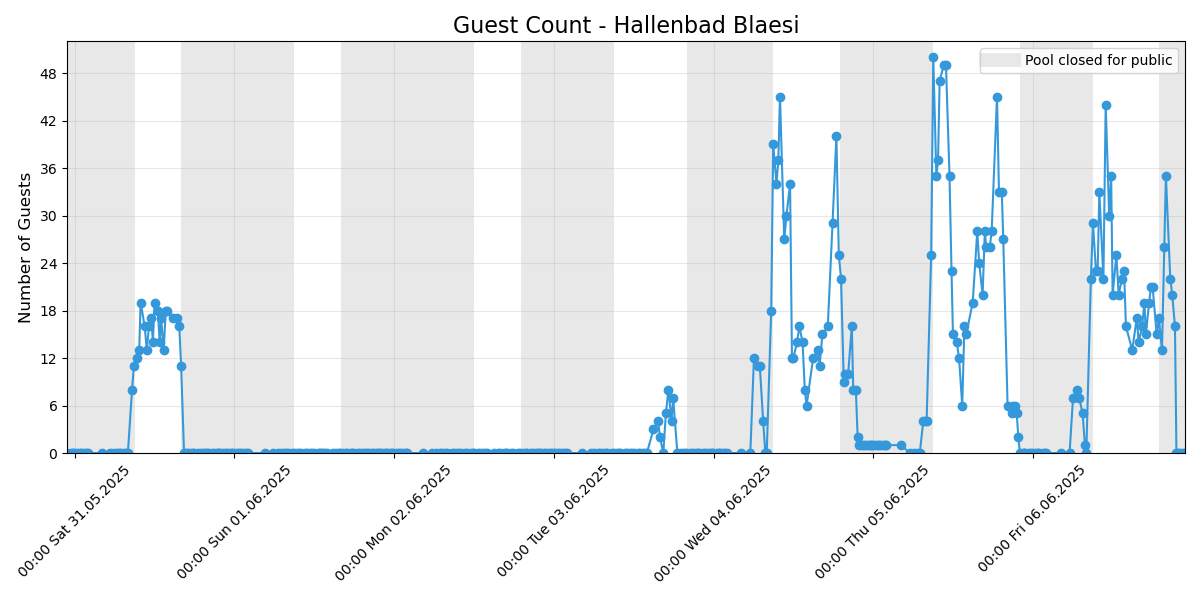 Guest Count - Hallenbad Blaesi
Pool closed for public
Number of Guests
48
42
36
30
24
18
12
6
0
00:00 Sat 31.05.2025
00:00 Sun 01.06.2025
00:00 Mon 02.06.2025
00:00 Tue 03.06.2025
00:00 Wed 04.06.2025
00:00 Thu 05.06.2025
00:00 Fri 06.06.2025